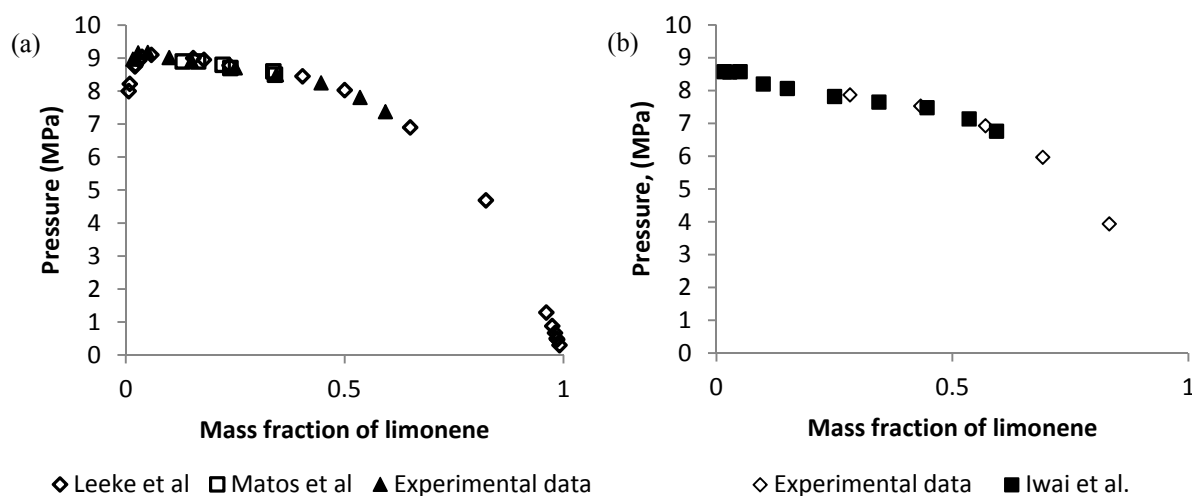 (a)
Pressure (MPa)
10
9
8
7
6
5
4
3
2
1
0
0 0.5 1
Mass fraction of limonene
Leeke et al Matos et al Experimental data
(b)
Pressure, (MPa)
10
9
8
7
6
5
4
3
2
1
0
0 0.5 1
Mass fraction of limonene
Experimental data Iwai et al.